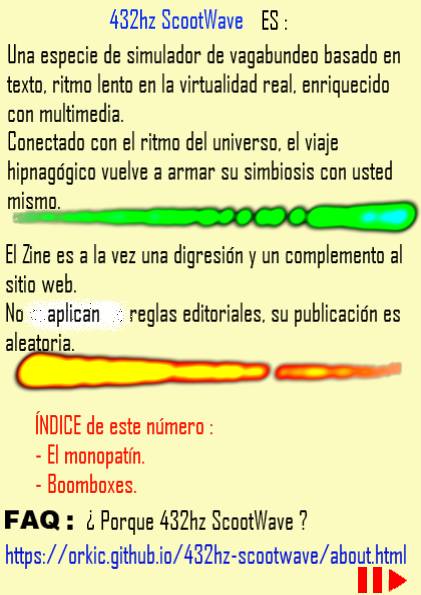 432hz ScootWave ES :
Una especie de simulador de vagabundeo basado en
texto, ritmo lento en la virtualidad real, enriquecido
con multimedia.
Conectado con el ritmo del universo, el viaje
hipnagógico vuelve a armar su simbiosis con usted
mismo.
El Zine es a la vez una digresión y un complemento al
sitio web.
No aplican reglas editoriales, su publicación es
aleatoria.
ÍNDICE de este número :
- El monopatín.
- Boomboxes.
FAQ : ¿ Porque 432hz ScootWave ?
https://orkic.github.io/432hz-scootwave/about.html